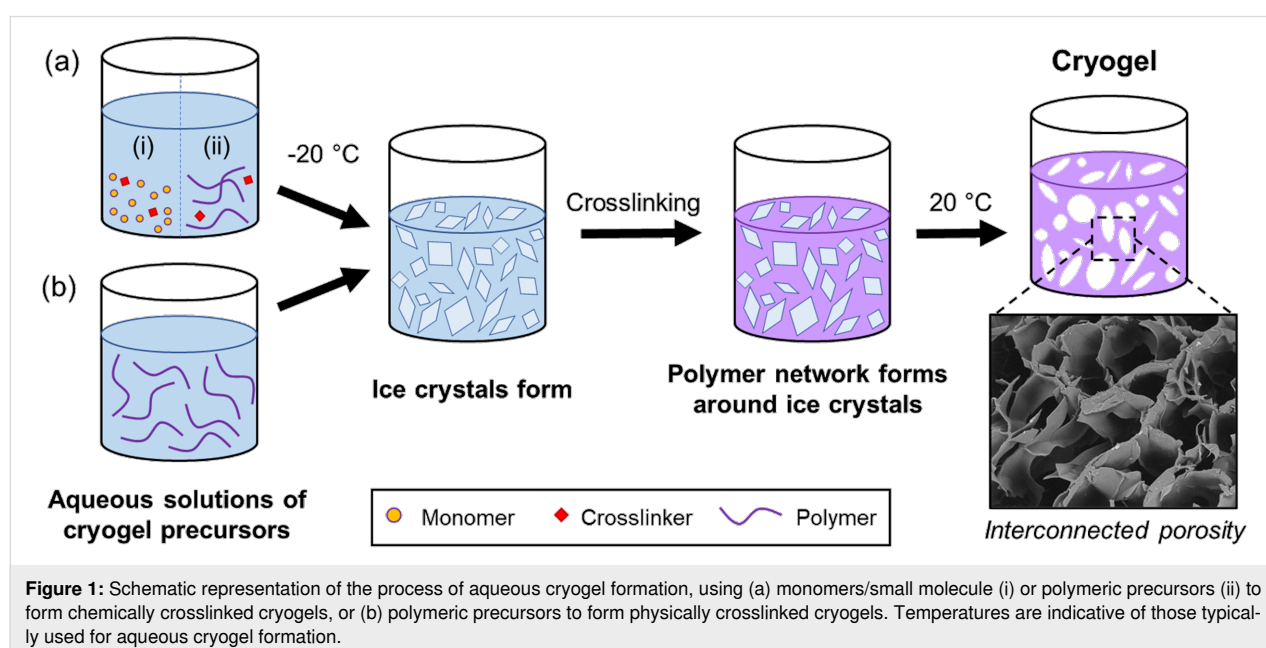 (a)
(i)
(ii)
-20 °C
(b)
Aqueous solutions of
cryogel precursors
Ice crystals form
Crosslinking
Polymer network forms
around ice crystals
20 °C
Cryogel
Interconnected porosity
Monomer
Crosslinker
Polymer
Figure 1: Schematic representation of the process of aqueous cryogel formation, using (a) monomers/small molecule (i) or polymeric precursors (ii) to
form chemically crosslinked cryogels, or (b) polymeric precursors to form physically crosslinked cryogels. Temperatures are indicative of those typical-
ly used for aqueous cryogel formation.